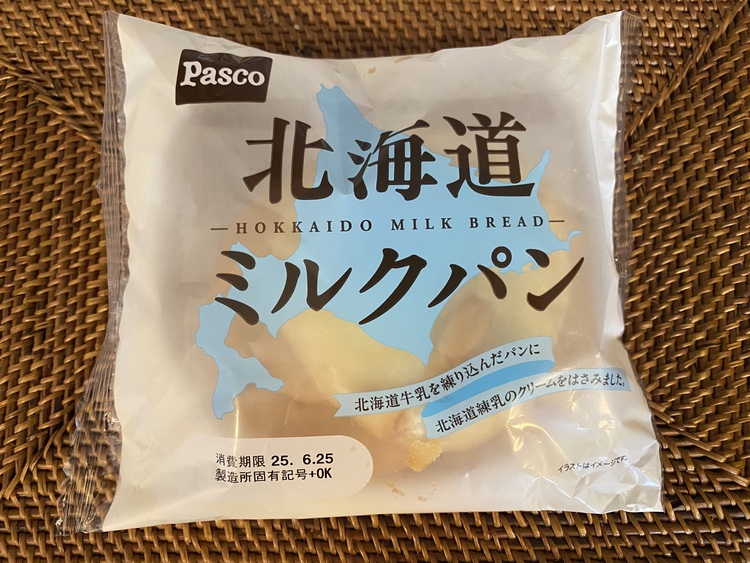 Pasco
北海道
HOKKAIDO MILK BREAD
ミルクパン
北海道牛乳を練り込んだパンに
北海道練乳のクリームをはさみました。
消費期限 25. 6.25
製造所固有記号+OK
イラストはイメージです。